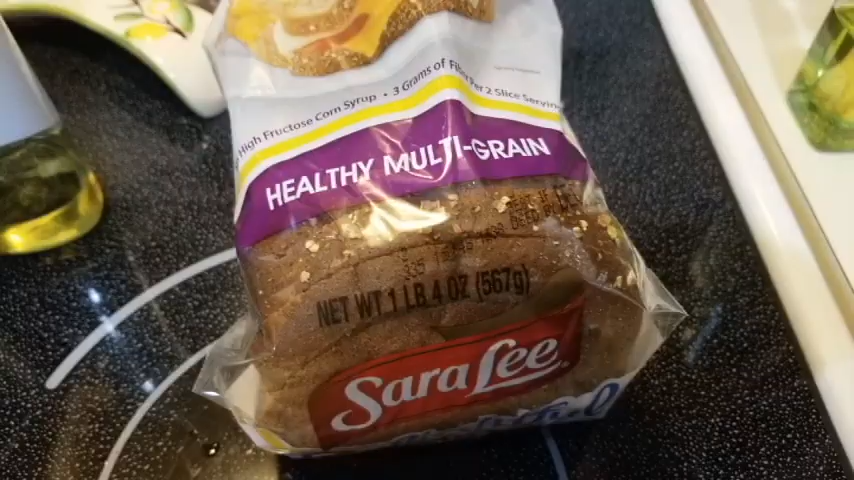 High Fructose Corn Syrup • 3 Grams of Fiber Per 2 Slice Serving
HEALTHY MULTI-GRAIN
NET WT 1 LB 4 OZ (567g)
Sara Lee